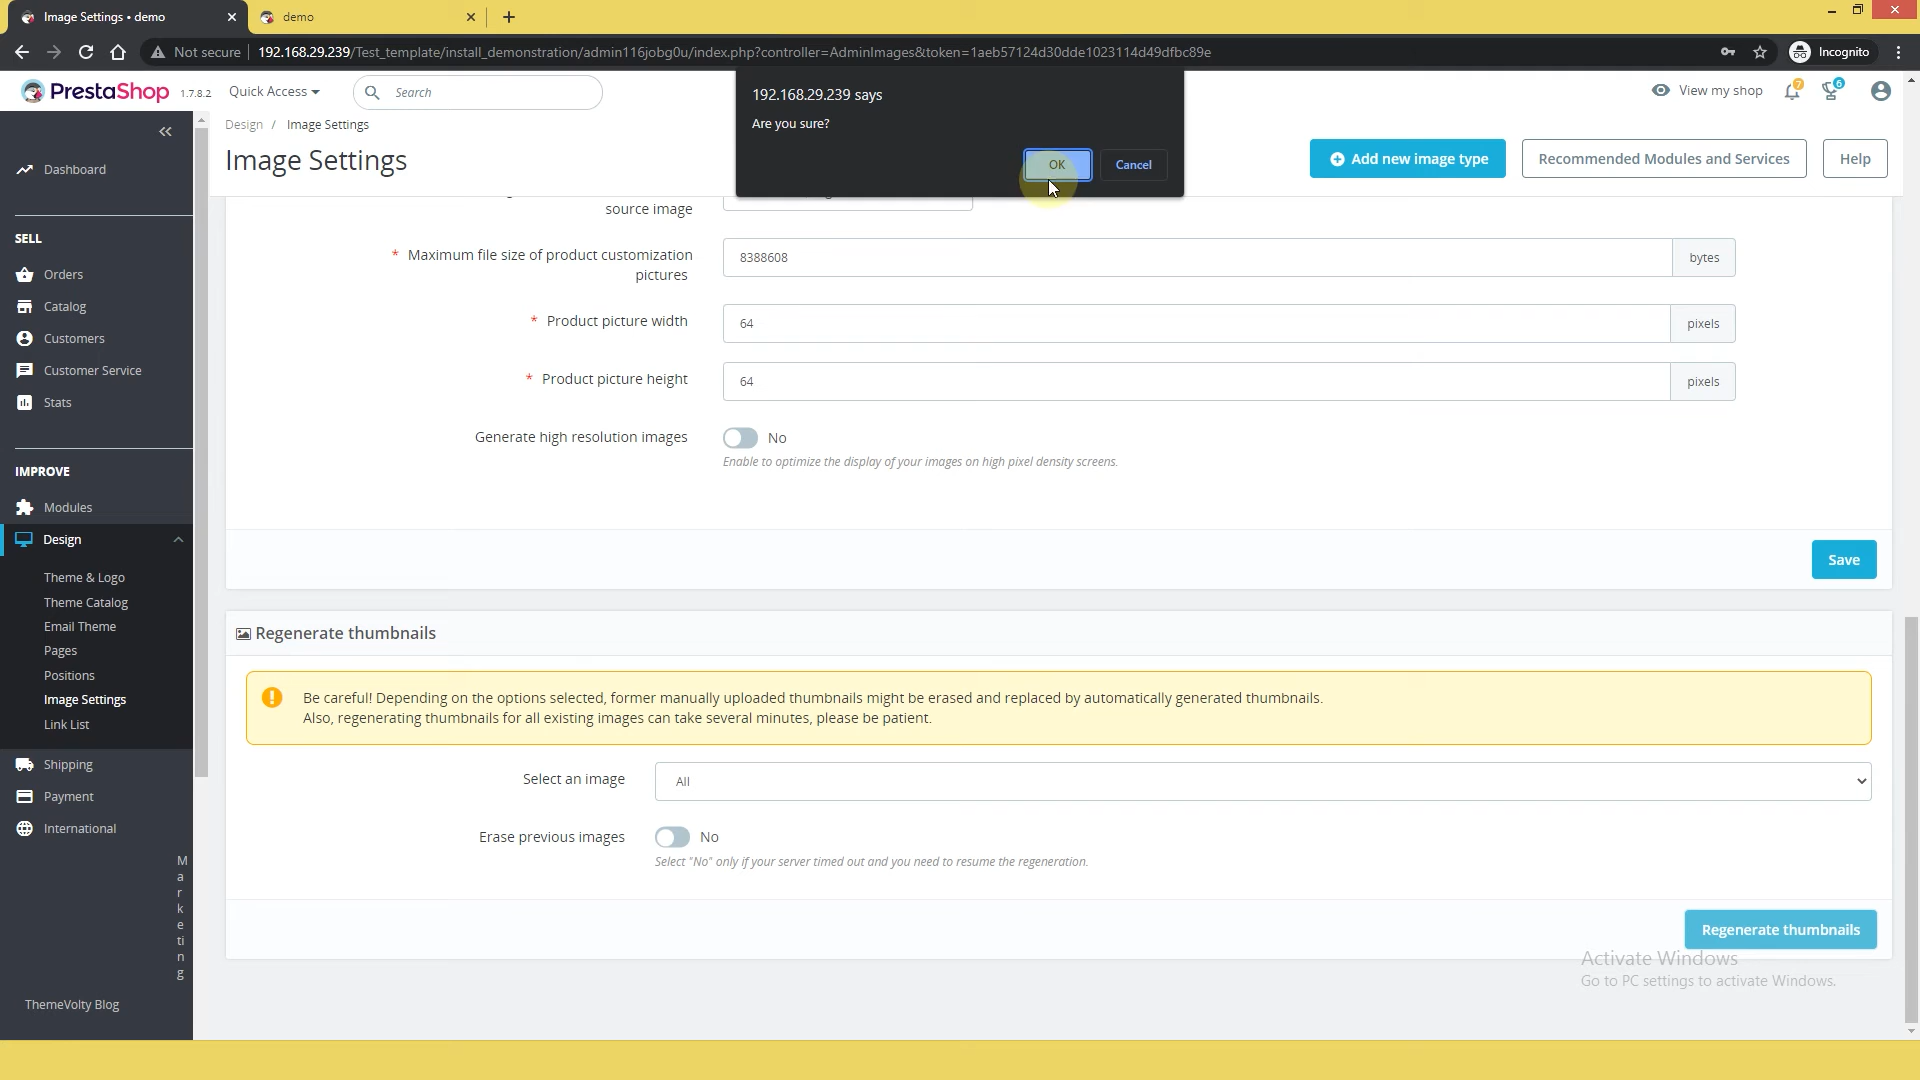 Image Settings • demo
demo
Not secure
192.168.29.239/Test_template/install_demonstration/admin116jobg0u/index.php?controller=AdminImages&token=1aeb57124d30dde1023114d49dfbc89e
Incognito
PrestaShop 1.7.8.2
Quick Access
Search
192.168.29.239 says
Are you sure?
OK
Cancel
View my shop
7
6
Design / Image Settings
Image Settings
Add new image type
Recommended Modules and Services
Help
Dashboard
SELL
Orders
Catalog
Customers
Customer Service
Stats
IMPROVE
Modules
Design
Theme & Logo
Theme Catalog
Email Theme
Pages
Positions
Image Settings
Link List
Shipping
Payment
International
Marketing
ThemeVolty Blog
source image
* Maximum file size of product customization
pictures
8388608
bytes
* Product picture width
64
pixels
* Product picture height
64
pixels
Generate high resolution images
No
Enable to optimize the display of your images on high pixel density screens.
Save
Regenerate thumbnails
Be careful! Depending on the options selected, former manually uploaded thumbnails might be erased and replaced by automatically generated thumbnails.
Also, regenerating thumbnails for all existing images can take several minutes, please be patient.
Select an image
All
Erase previous images
No
Select "No" only if your server timed out and you need to resume the regeneration.
Regenerate thumbnails
Activate Windows
Go to PC settings to activate Windows.